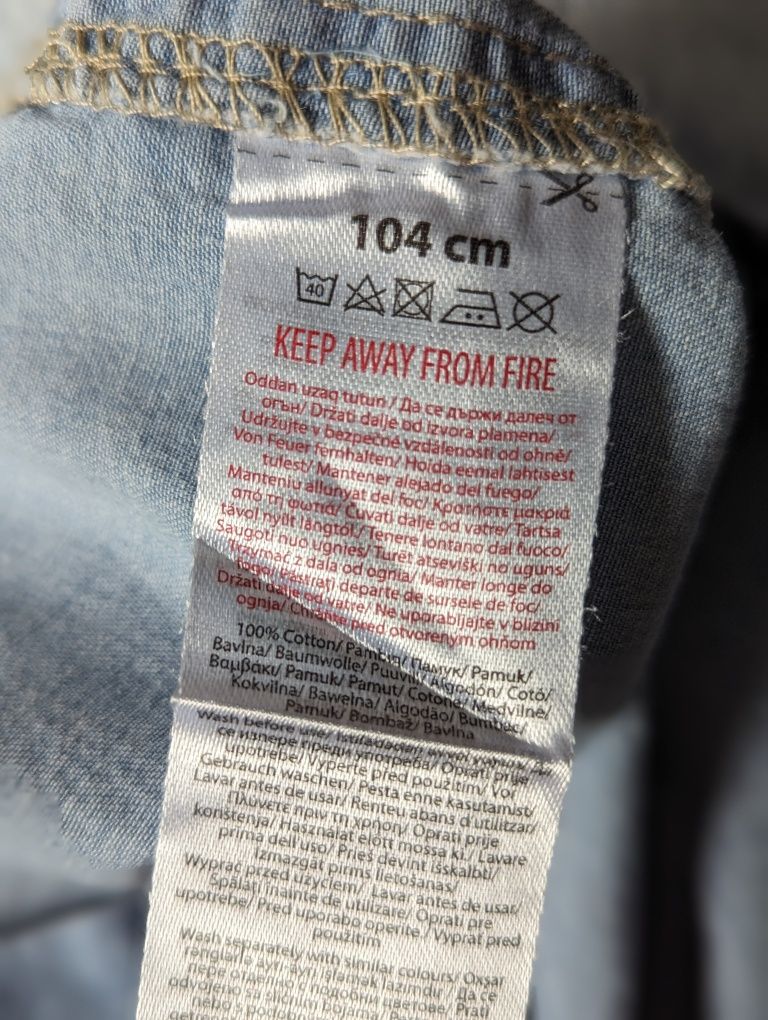 104 cm
40
KEEP AWAY FROM FIRE
Oddan uzaq tutun/ Да се държи далеч от
огън/ Držati dalje od izvora plamena/
Udržujte v bezpečné vzdálenosti od ohně/
Von Feuer fernhalten/ Hoida eemal lahtisest
tulest/ Mantener alejado del fuego/
Manteniu allunyat del foc/ Κρατήστε μακριά
από τη φωτιά/ Čuvati dalje od vatre/ Tartsa
távol nyílt lángtól/ Tenere lontano dal fuoco/
Saugoti nuo ugnies/ Turēt atsevišķi no uguns/
Trzymać z dala od ognia/ Manter longe do
fogo/ Păstrați departe de sursele de foc/
Držati dalje od vatre/ Ne uporabljajte v bližini
ognja/ Chráňte pred otvoreným ohňom
100% Cotton/ Pambıq/ Памук/ Pamuk/
Bavlna/ Baumwolle/ Puuvill/ Algodón/ Cotó/
Βαμβάκι/ Pamuk/ Pamut/ Cotone/ Medvilnė/
Kokvilna/ Bawełna/ Algodão/ Bumbac/
Pamuk/ Bombaž/ Bavlna
Wash before use/
се изпере преди употреба/ Oprati prije
upotrebe/ Vyperte před použitím/ Vor
Gebrauch waschen/ Pesta enne kasutamist/
Lavar antes de usar/ Renteu abans d'utilitzar/
Πλύνετε πριν τη χρήση/ Oprati prije
korištenja/ Használat előtt mossa ki/ Lavare
prima dell'uso/ Prieš dėvint išskalbti/
Izmazgāt pirms lietošanas/
Wyprać przed użyciem/ Lavar antes de usar/
Spălați înainte de utilizare/ Oprati pre
upotrebe/ Pred uporabo operite/ Vyprať pred
použitím
Wash separately with similar colours/ Oxşar
rənglərlə ayrı-ayrı işləmək lazımdır/ Да се
пере отделно с подобни цветове/ Prati
odvojeno sa sličnim bojama/
nebo s